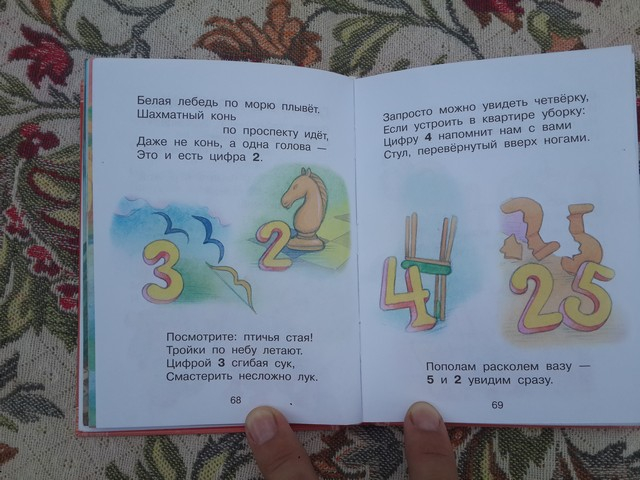 Белая лебедь по морю плывёт.
Шахматный конь
по проспекту идёт,
Даже не конь, а одна голова —
Это и есть цифра 2.
3
2
Посмотрите: птичья стая!
Тройки по небу летают.
Цифрой 3 сгибая сук,
Смастерить несложно лук.
68
Запросто можно увидеть четвёрку,
Если устроить в квартире уборку:
Цифру 4 напомнит нам с вами
Стул, перевёрнутый вверх ногами.
4
25
Пополам расколем вазу —
5 и 2 увидим сразу.
69